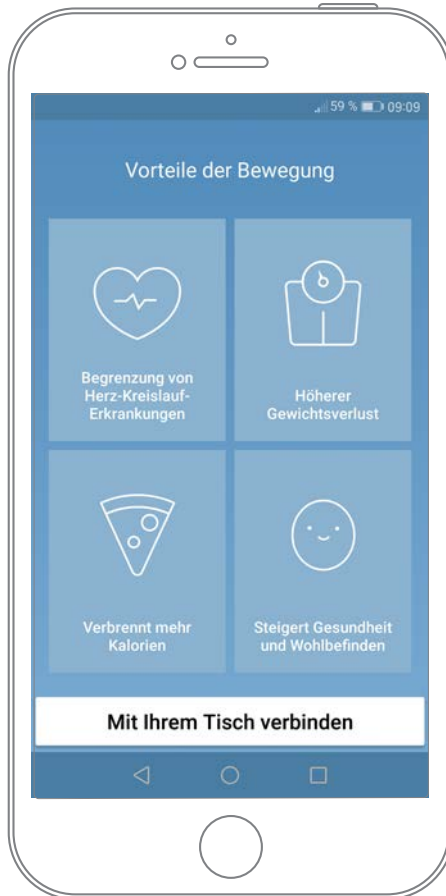 59 % 09:09
Vorteile der Bewegung
Begrenzung von
Herz-Kreislauf-
Erkrankungen
Höherer
Gewichtsverlust
Verbrennt mehr
Kalorien
Steigert Gesundheit
und Wohlbefinden
Mit Ihrem Tisch verbinden